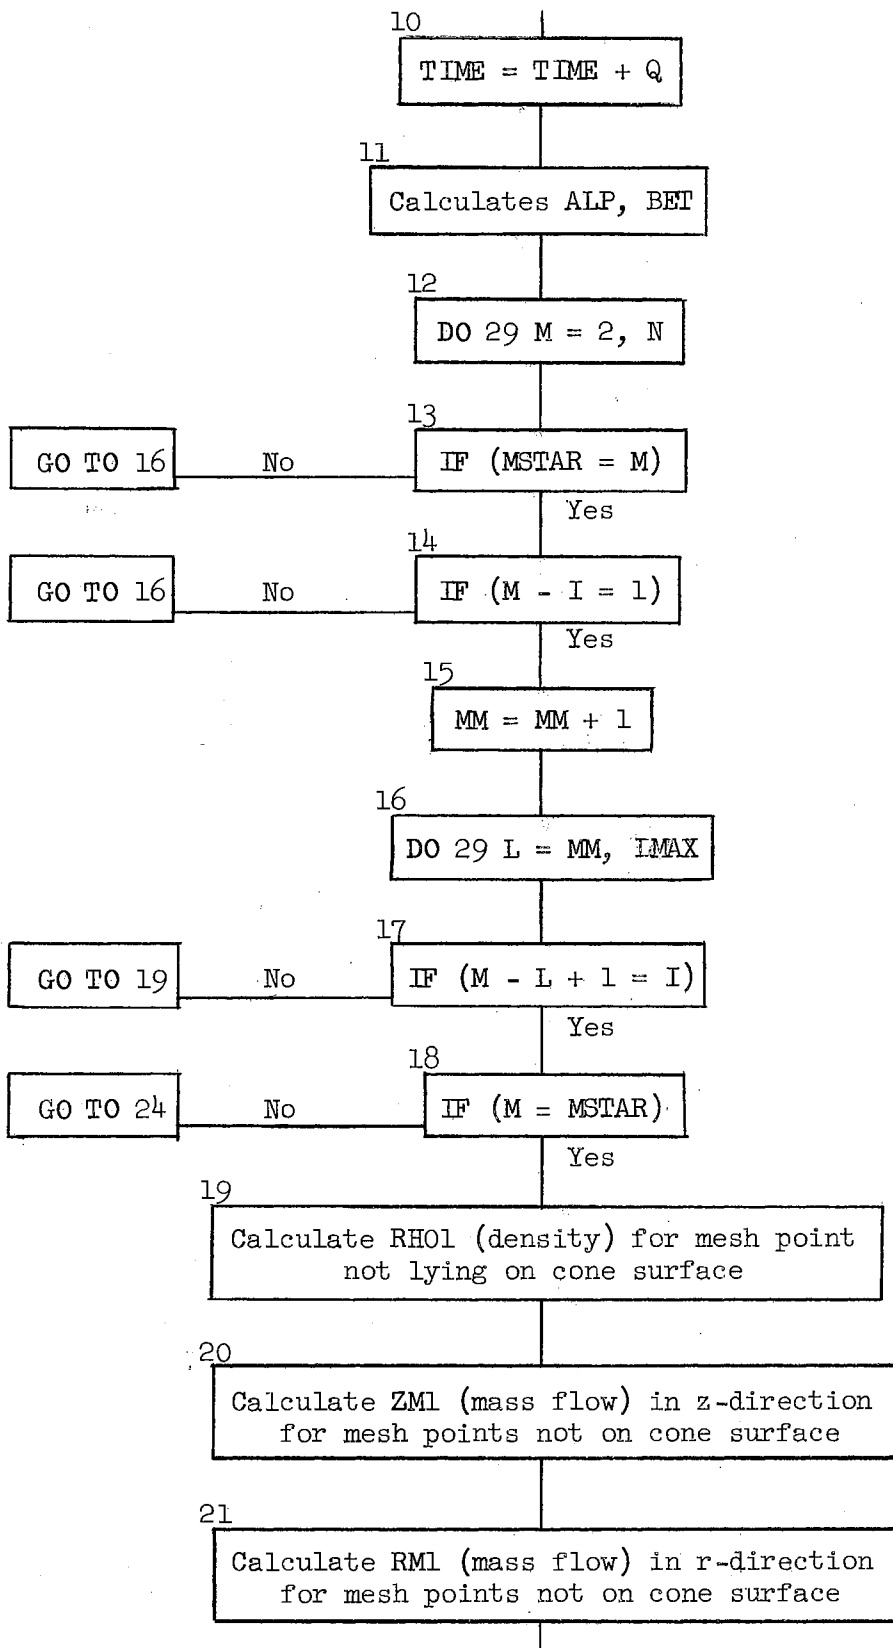 10
TIME = TIME + Q
11
Calculates ALP, BET
12
DO 29 M = 2, N
13
GO TO 16
No
IF (MSTAR = M)
Yes
14
GO TO 16
No
IF (M - I = 1)
Yes
15
MM = MM + 1
16
DO 29 L = MM, LMAX
17
GO TO 19
No
IF (M - L + 1 = I)
Yes
18
GO TO 24
No
IF (M = MSTAR)
Yes
19
Calculate RHO1 (density) for mesh point
not lying on cone surface
20
Calculate ZM1 (mass flow) in z-direction
for mesh points not on cone surface
21
Calculate RM1 (mass flow) in r-direction
for mesh points not on cone surface